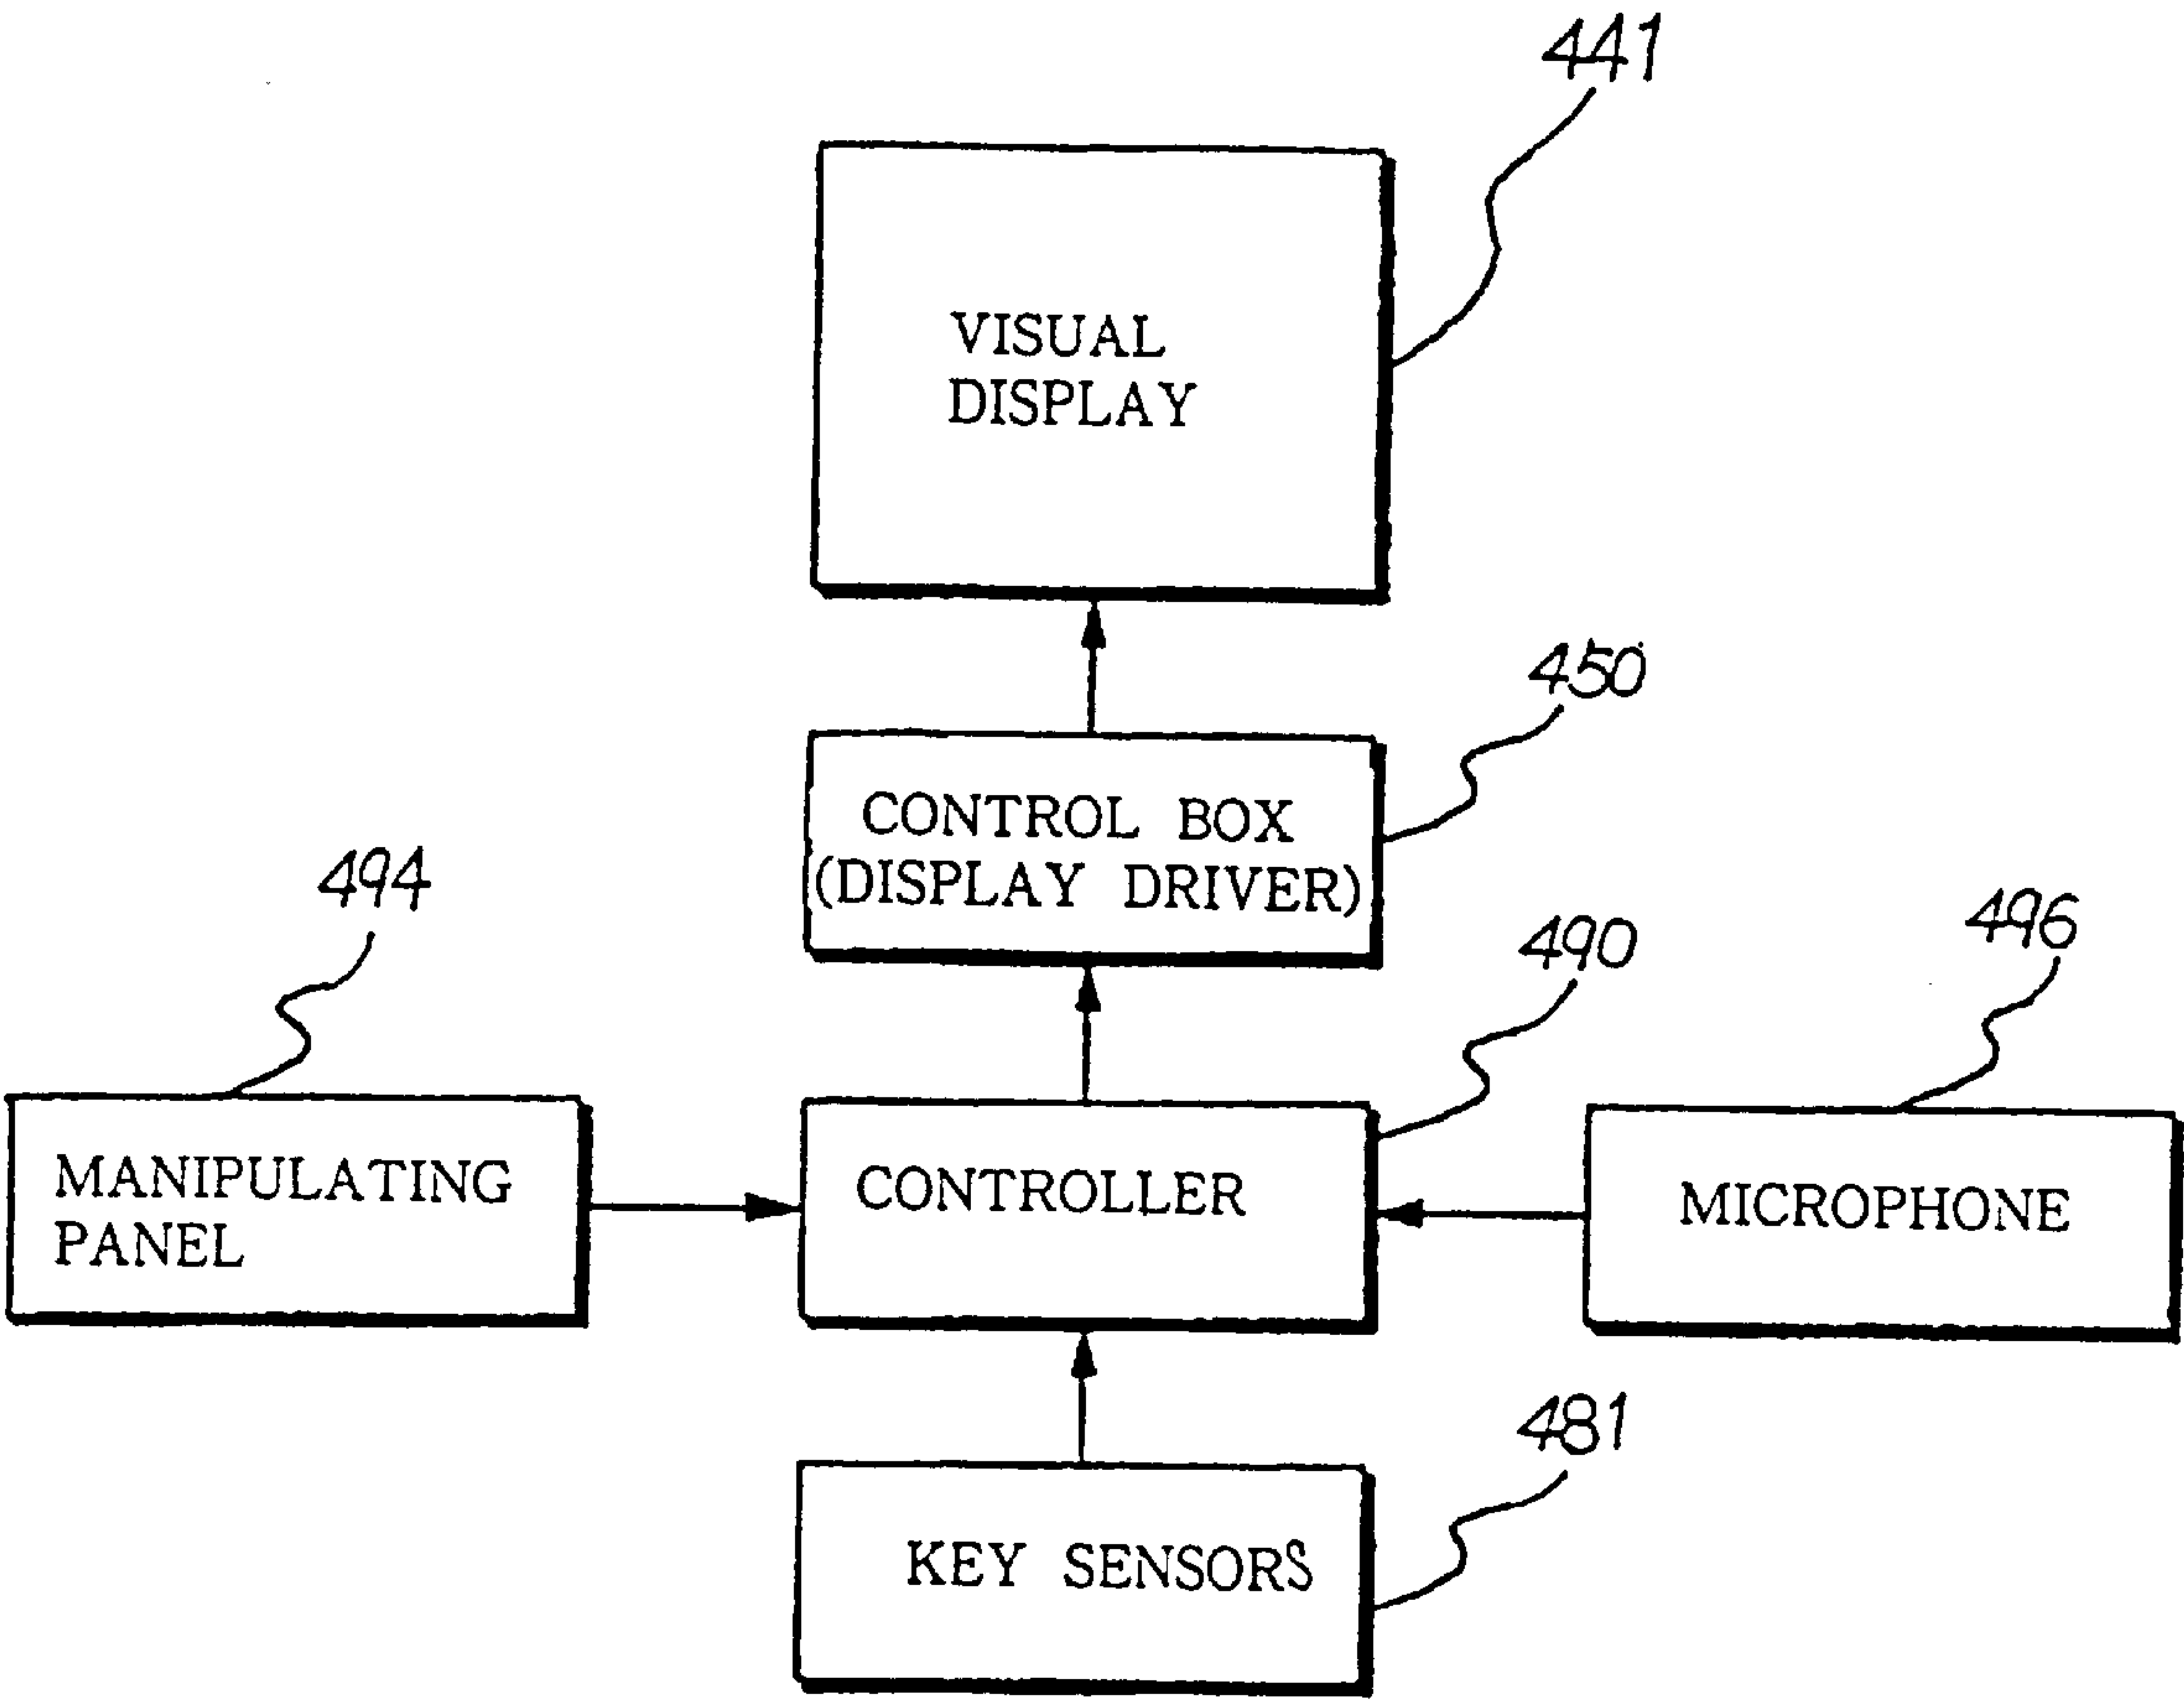 441
VISUAL
DISPLAY
450
CONTROL BOX
(DISPLAY DRIVER)
494
490
496
MANIPULATING
PANEL
CONTROLLER
MICROPHONE
481
KEY SENSORS